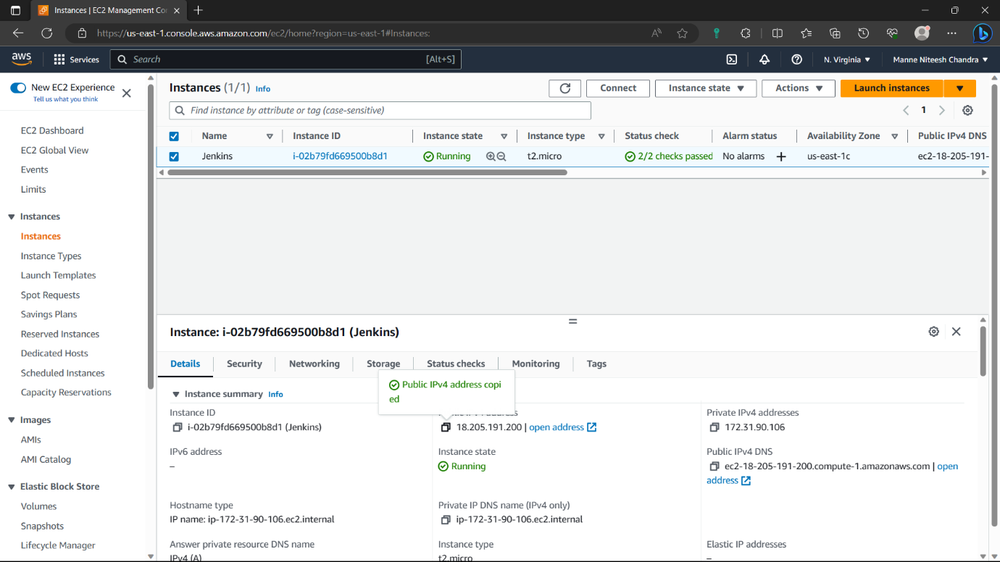 Instances | EC2 Management Cor
https://us-east-1.console.aws.amazon.com/ec2/home?region=us-east-1#Instances:
aws
Services
Search
[Alt+S]
N. Virginia
Manne Niteesh Chandra
New EC2 Experience
Tell us what you think
EC2 Dashboard
EC2 Global View
Events
Limits
Instances
Instances
Instance Types
Launch Templates
Spot Requests
Savings Plans
Reserved Instances
Dedicated Hosts
Scheduled Instances
Capacity Reservations
Images
AMIs
AMI Catalog
Elastic Block Store
Volumes
Snapshots
Lifecycle Manager
Instances (1/1) Info
Connect
Instance state
Actions
Launch instances
Find instance by attribute or tag (case-sensitive)
1
Name Instance ID Instance state Instance type Status check Alarm status Availability Zone Public IPv4 DNS
Jenkins i-02b79fd669500b8d1 Running t2.micro 2/2 checks passed No alarms + us-east-1c ec2-18-205-191-
Instance: i-02b79fd669500b8d1 (Jenkins)
Details Security Networking Storage Status checks Monitoring Tags
Public IPv4 address copi
ed
Instance summary Info
Instance ID
i-02b79fd669500b8d1 (Jenkins)
18.205.191.200 | open address
Private IPv4 addresses
172.31.90.106
IPv6 address
–
Instance state
Running
Public IPv4 DNS
ec2-18-205-191-200.compute-1.amazonaws.com | open
address
Hostname type
IP name: ip-172-31-90-106.ec2.internal
Private IP DNS name (IPv4 only)
ip-172-31-90-106.ec2.internal
Answer private resource DNS name
IPv4 (A)
Instance type
t2.micro
Elastic IP addresses
–